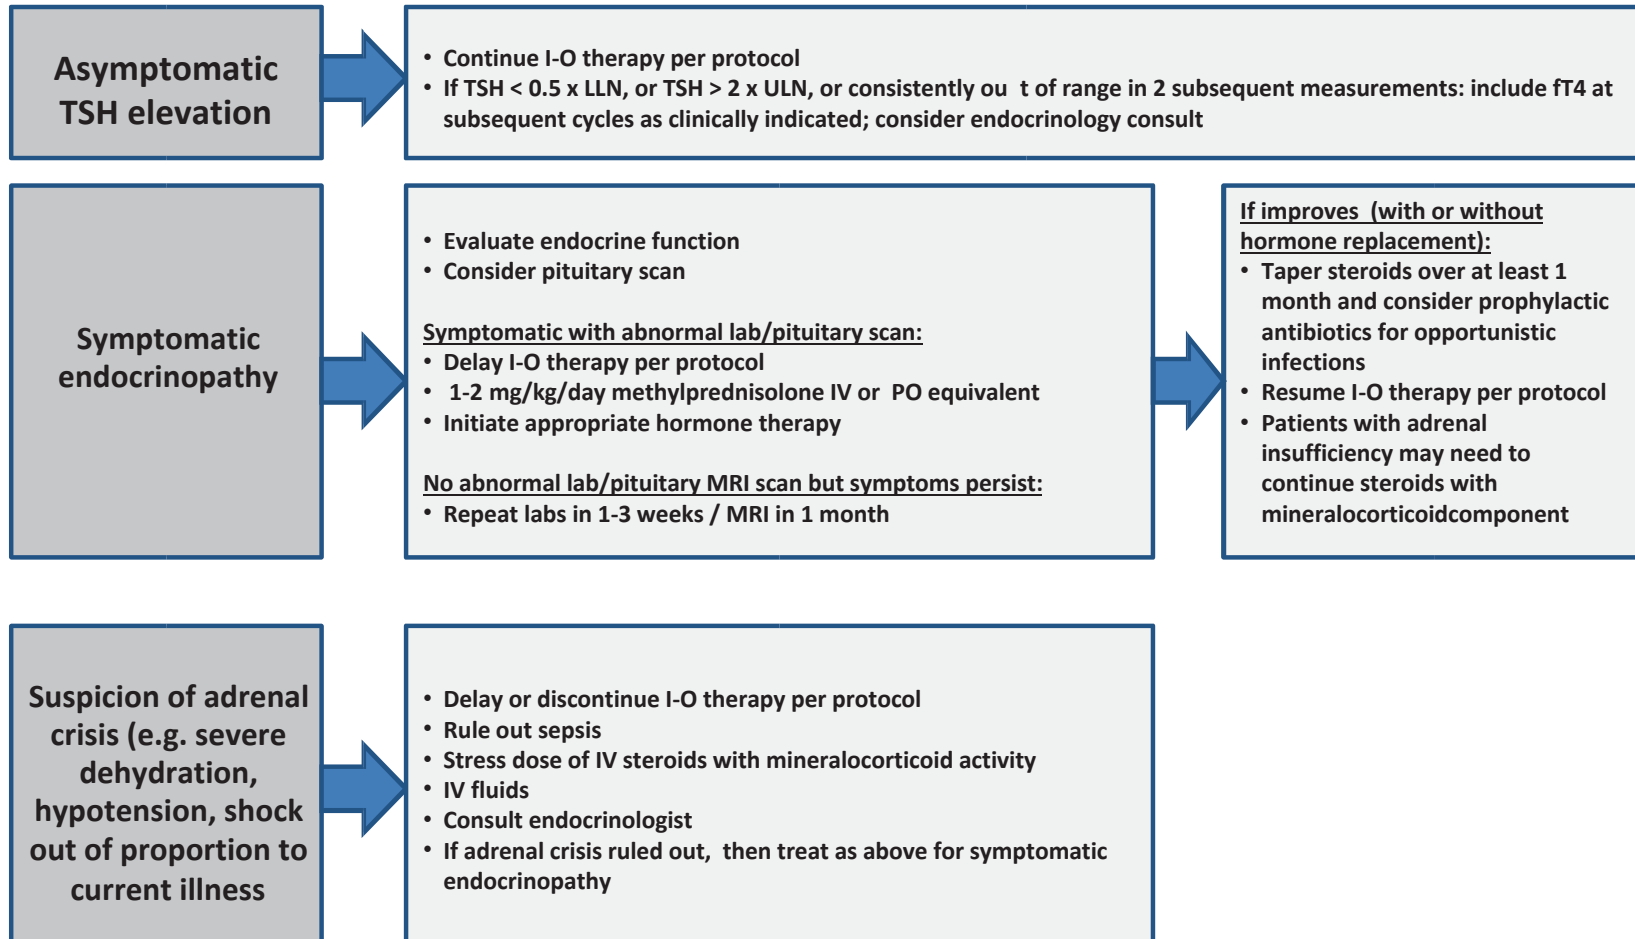 Asymptomatic
TSH elevation
• Continue I-O therapy per protocol
• If TSH < 0.5 x LLN, or TSH > 2 x ULN, or consistently ou t of range in 2 subsequent measurements: include fT4 at
subsequent cycles as clinically indicated; consider endocrinology consult
Symptomatic
endocrinopathy
• Evaluate endocrine function
• Consider pituitary scan
Symptomatic with abnormal lab/pituitary scan:
• Delay I-O therapy per protocol
• 1-2 mg/kg/day methylprednisolone IV or PO equivalent
• Initiate appropriate hormone therapy
No abnormal lab/pituitary MRI scan but symptoms persist:
• Repeat labs in 1-3 weeks / MRI in 1 month
If improves (with or without
hormone replacement):
• Taper steroids over at least 1
month and consider prophylactic
antibiotics for opportunistic
infections
• Resume I-O therapy per protocol
• Patients with adrenal
insufficiency may need to
continue steroids with
mineralocorticoidcomponent
Suspicion of adrenal
crisis (e.g. severe
dehydration,
hypotension, shock
out of proportion to
current illness
• Delay or discontinue I-O therapy per protocol
• Rule out sepsis
• Stress dose of IV steroids with mineralocorticoid activity
• IV fluids
• Consult endocrinologist
• If adrenal crisis ruled out, then treat as above for symptomatic
endocrinopathy